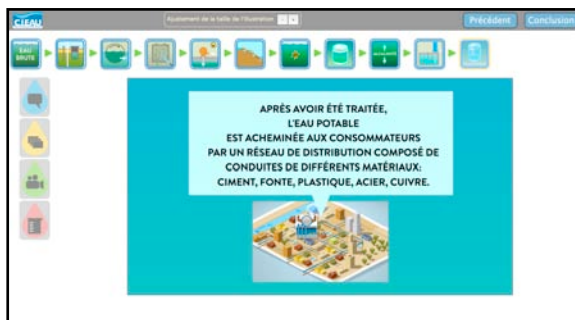 C.I.EAU
Ajustement de la taille de l'illustration - +
Précédent
Conclusion
EAU
BRUTE
APRÈS AVOIR ÉTÉ TRAITÉE,
L'EAU POTABLE
EST ACHEMINÉE AUX CONSOMMATEURS
PAR UN RÉSEAU DE DISTRIBUTION COMPOSÉ DE
CONDUITES DE DIFFÉRENTS MATÉRIAUX:
CIMENT, FONTE, PLASTIQUE, ACIER, CUIVRE.